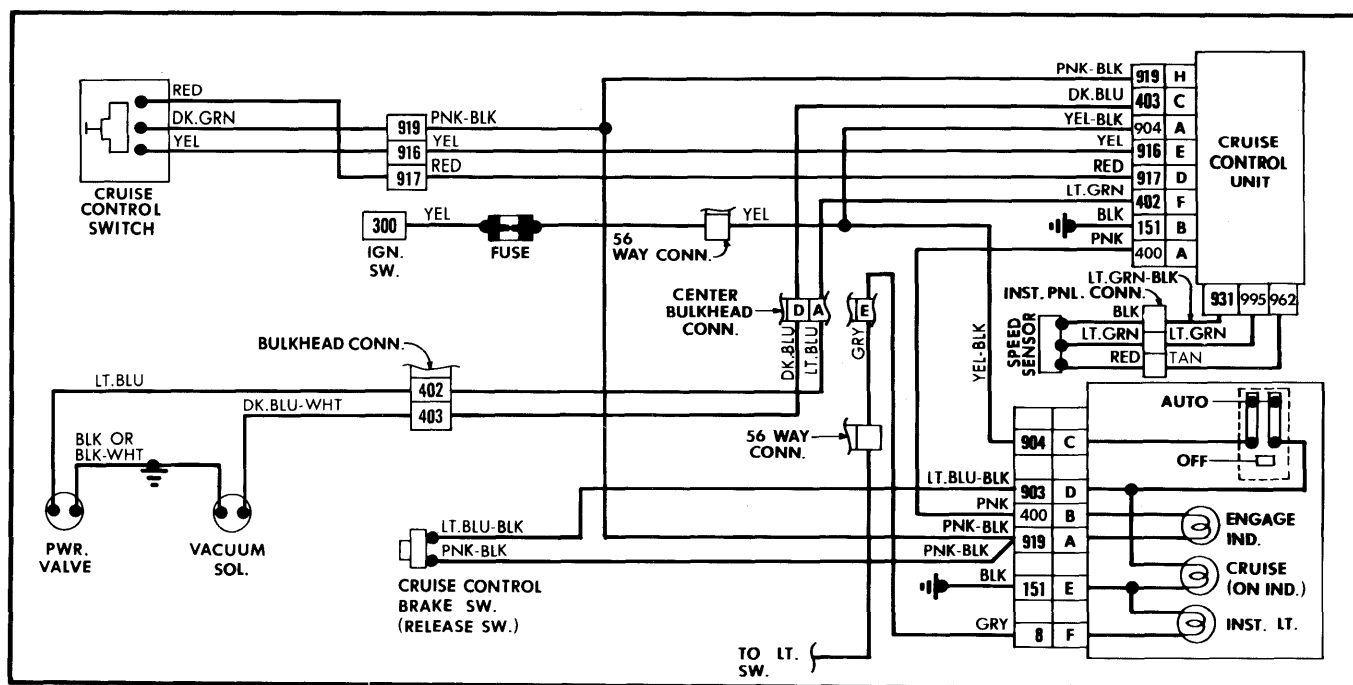 PNK-BLK 919 H
DK.BLU 403 C
YEL-BLK 904 A
YEL 916 E
RED 917 D
LT.GRN 402 F
BLK 151 B
PNK 400 A
CRUISE
CONTROL
UNIT
RED
DK.GRN
YEL
919 PNK-BLK
916 YEL
917 RED
CRUISE
CONTROL
SWITCH
300
IGN.
SW.
YEL
FUSE
56
WAY CONN.
YEL
LT.GRN-BLK
INST. PNL. CONN.
931 995 962
BLK
LT.GRN LT.GRN
RED TAN
SPEED
SENSOR
CENTER
BULKHEAD
CONN.
D A
E
DK.BLU
LT.BLU
GRY
YEL-BLK
BULKHEAD CONN.
LT.BLU
402
DK.BLU-WHT
403
BLK OR
BLK-WHT
PWR.
VALVE
VACUUM
SOL.
56 WAY
CONN.
AUTO
OFF
904 C
LT.BLU-BLK 903 D
PNK 400 B
PNK-BLK 919 A
PNK-BLK
BLK 151 E
GRY 8 F
ENGAGE
IND.
CRUISE
(ON IND.)
INST. LT.
LT.BLU-BLK
PNK-BLK
CRUISE CONTROL
BRAKE SW.
(RELEASE SW.)
TO LT.
SW.